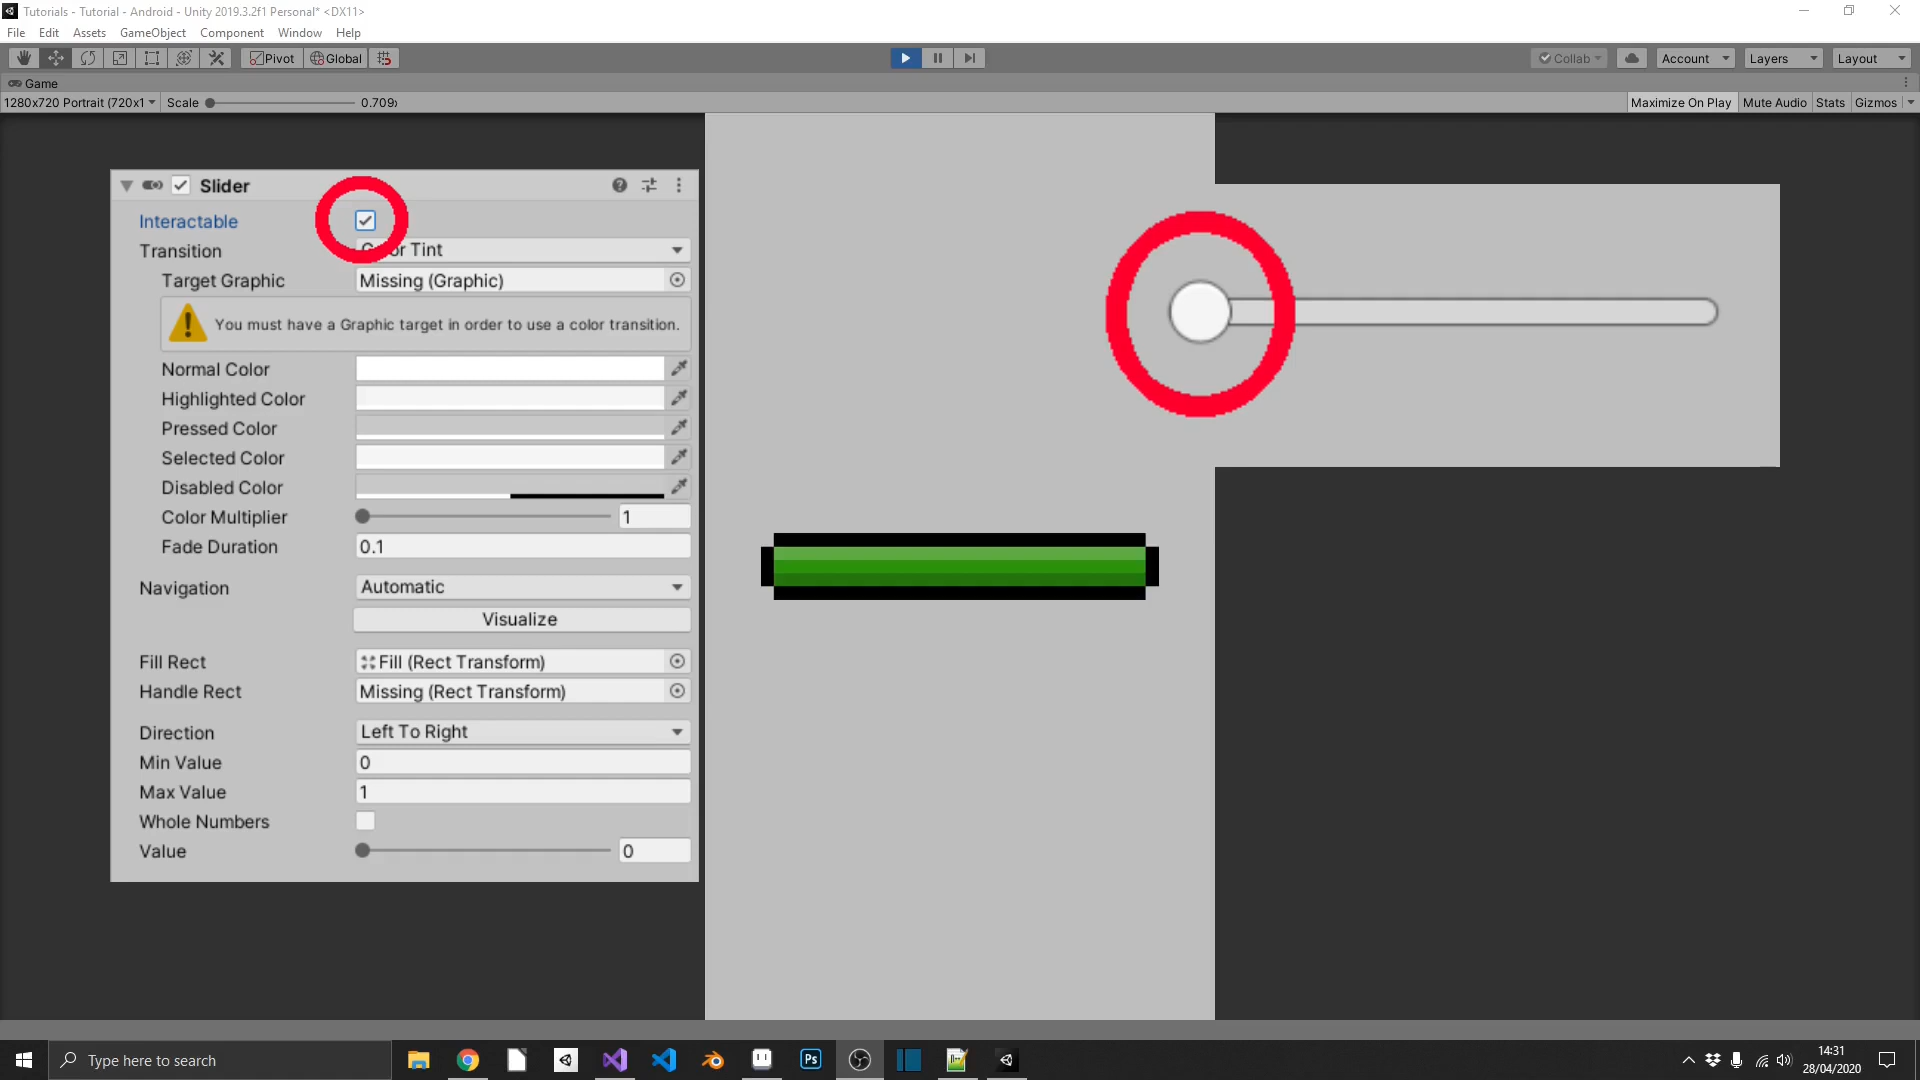 Tutorials - Tutorial - Android - Unity 2019.3.2f1 Personal* <DX11>
File Edit Assets GameObject Component Window Help
Pivot Global Collab Account Layers Layout
Game
1280x720 Portrait (720x1 Scale 0.709x Maximize On Play Mute Audio Stats Gizmos
Slider
Interactable
Transition Color Tint
Target Graphic Missing (Graphic)
You must have a Graphic target in order to use a color transition.
Normal Color
Highlighted Color
Pressed Color
Selected Color
Disabled Color
Color Multiplier 1
Fade Duration 0.1
Navigation Automatic
Visualize
Fill Rect Fill (Rect Transform)
Handle Rect Missing (Rect Transform)
Direction Left To Right
Min Value 0
Max Value 1
Whole Numbers
Value 0
Type here to search
Ps
14:31
28/04/2020